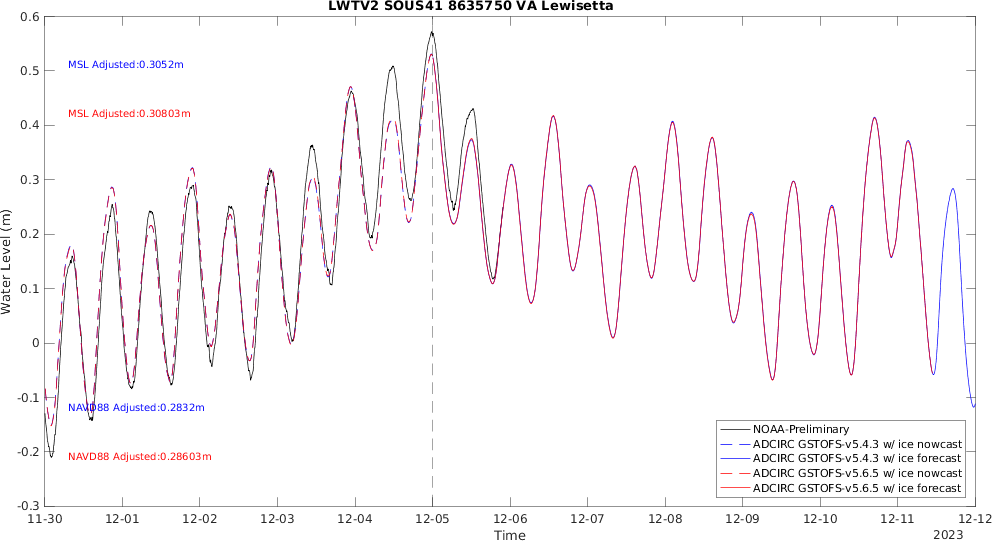 LWTV2 SOUS41 8635750 VA Lewisetta
0.6
0.5
0.4
0.3
0.2
0.1
0
-0.1
-0.2
-0.3
Water Level (m)
MSL Adjusted:0.3052m
MSL Adjusted:0.30803m
NAVD88 Adjusted:0.2832m
NAVD88 Adjusted:0.28603m
NOAA-Preliminary
ADCIRC GSTOFS-v5.4.3 w/ ice nowcast
ADCIRC GSTOFS-v5.4.3 w/ ice forecast
ADCIRC GSTOFS-v5.6.5 w/ ice nowcast
ADCIRC GSTOFS-v5.6.5 w/ ice forecast
11-30 12-01 12-02 12-03 12-04 12-05 12-06 12-07 12-08 12-09 12-10 12-11 12-12
Time
2023